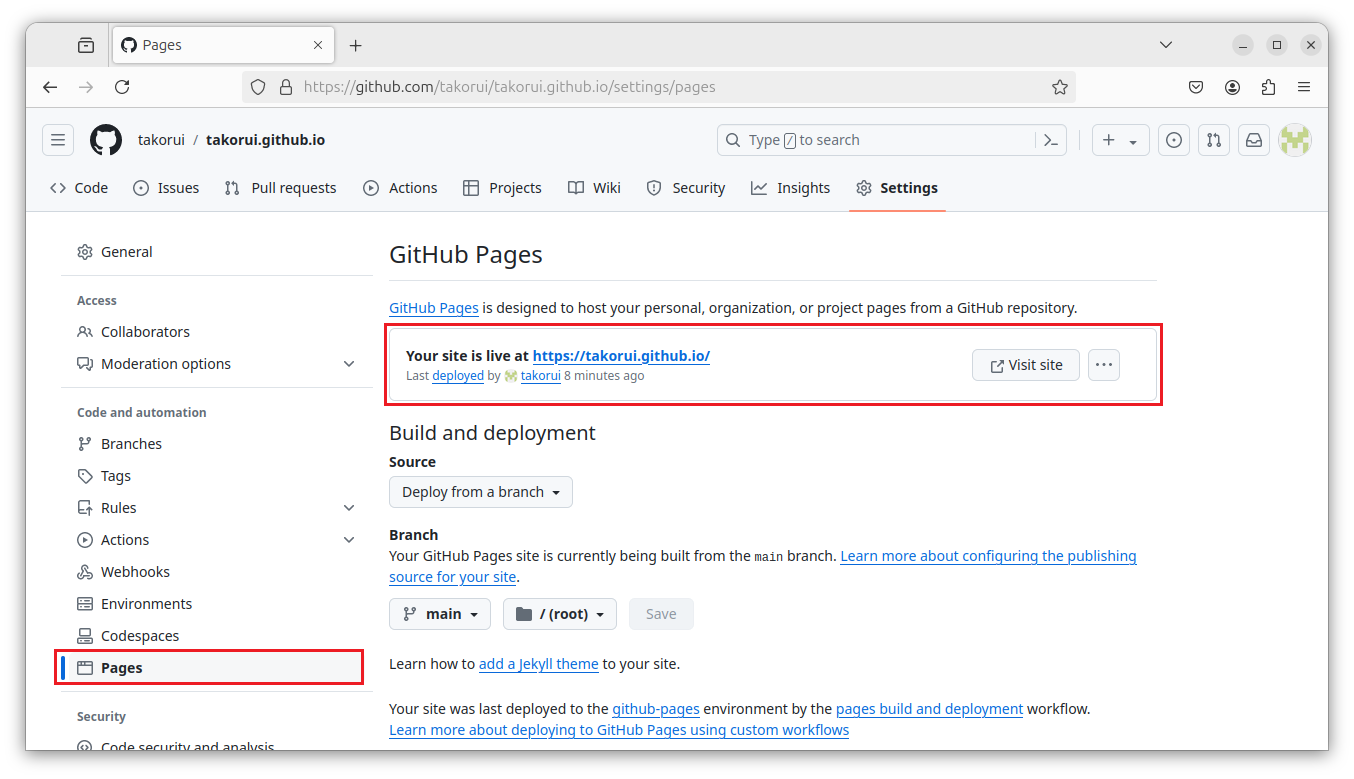 Pages
https://github.com/takorui/takorui.github.io/settings/pages
takorui / takorui.github.io
Type / to search
Code Issues Pull requests Actions Projects Wiki Security Insights Settings
General
Access
Collaborators
Moderation options
Code and automation
Branches
Tags
Rules
Actions
Webhooks
Environments
Codespaces
Pages
Security
Code security and analysis
GitHub Pages
GitHub Pages is designed to host your personal, organization, or project pages from a GitHub repository.
Your site is live at https://takorui.github.io/
Last deployed by takorui 8 minutes ago
Visit site
Build and deployment
Source
Deploy from a branch
Branch
Your GitHub Pages site is currently being built from the main branch. Learn more about configuring the publishing
source for your site.
main / (root) Save
Learn how to add a Jekyll theme to your site.
Your site was last deployed to the github-pages environment by the pages build and deployment workflow.
Learn more about deploying to GitHub Pages using custom workflows